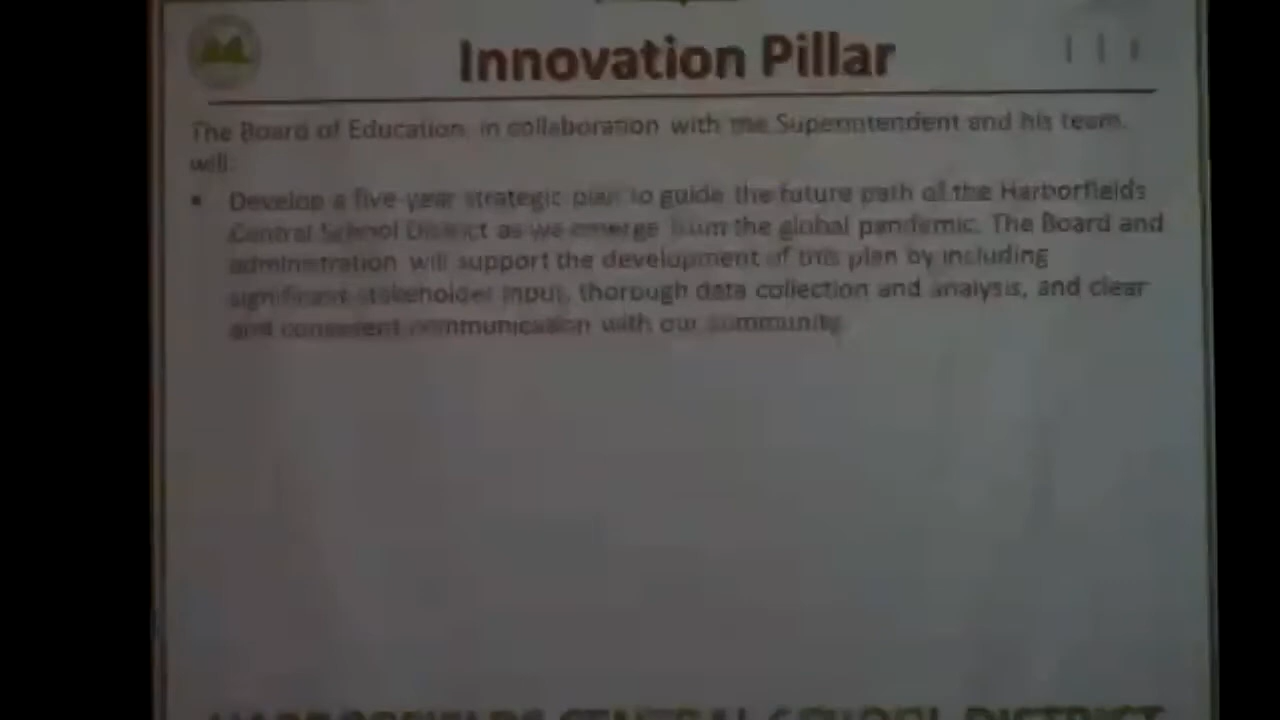 Innovation Pillar
The Board of Education, in collaboration with the Superintendent and his team,
will:
• Develop a five-year strategic plan to guide the future path of the Harborfields
Central School District as we emerge from the global pandemic. The Board and
administration will support the development of this plan by including
significant stakeholder input, thorough data collection and analysis, and clear
and consistent communication with our community.
HARBORFIELDS CENTRAL SCHOOL DISTRICT